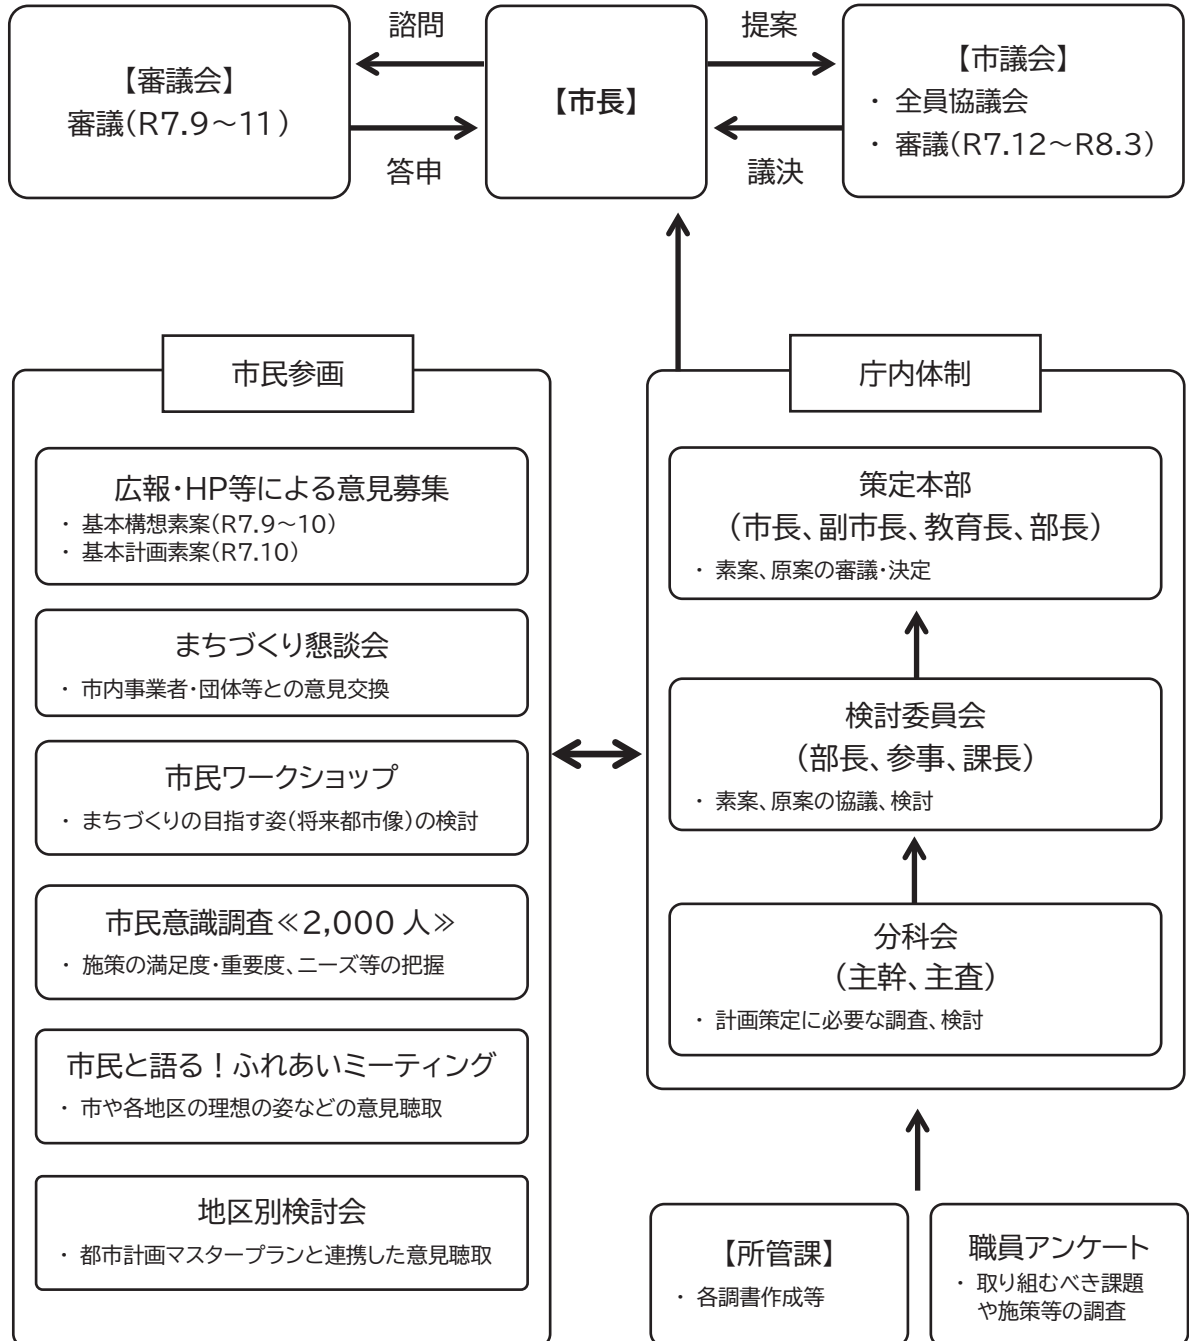 諮問
提案
【審議会】
審議(R7.9～11)
【市長】
【市議会】
・ 全員協議会
・ 審議(R7.12～R8.3)
答申
議決
市民参画
広報・HP等による意見募集
・ 基本構想素案(R7.9～10)
・ 基本計画素案(R7.10)
まちづくり懇談会
・ 市内事業者・団体等との意見交換
市民ワークショップ
・ まちづくりの目指す姿(将来都市像)の検討
市民意識調査≪2,000 人≫
・ 施策の満足度・重要度、ニーズ等の把握
市民と語る！ふれあいミーティング
・ 市や各地区の理想の姿などの意見聴取
地区別検討会
・ 都市計画マスタープランと連携した意見聴取
庁内体制
策定本部
(市長、副市長、教育長、部長)
・ 素案、原案の審議・決定
検討委員会
(部長、参事、課長)
・ 素案、原案の協議、検討
分科会
(主幹、主査)
・ 計画策定に必要な調査、検討
【所管課】
・ 各調書作成等
職員アンケート
・ 取り組むべき課題
や施策等の調査